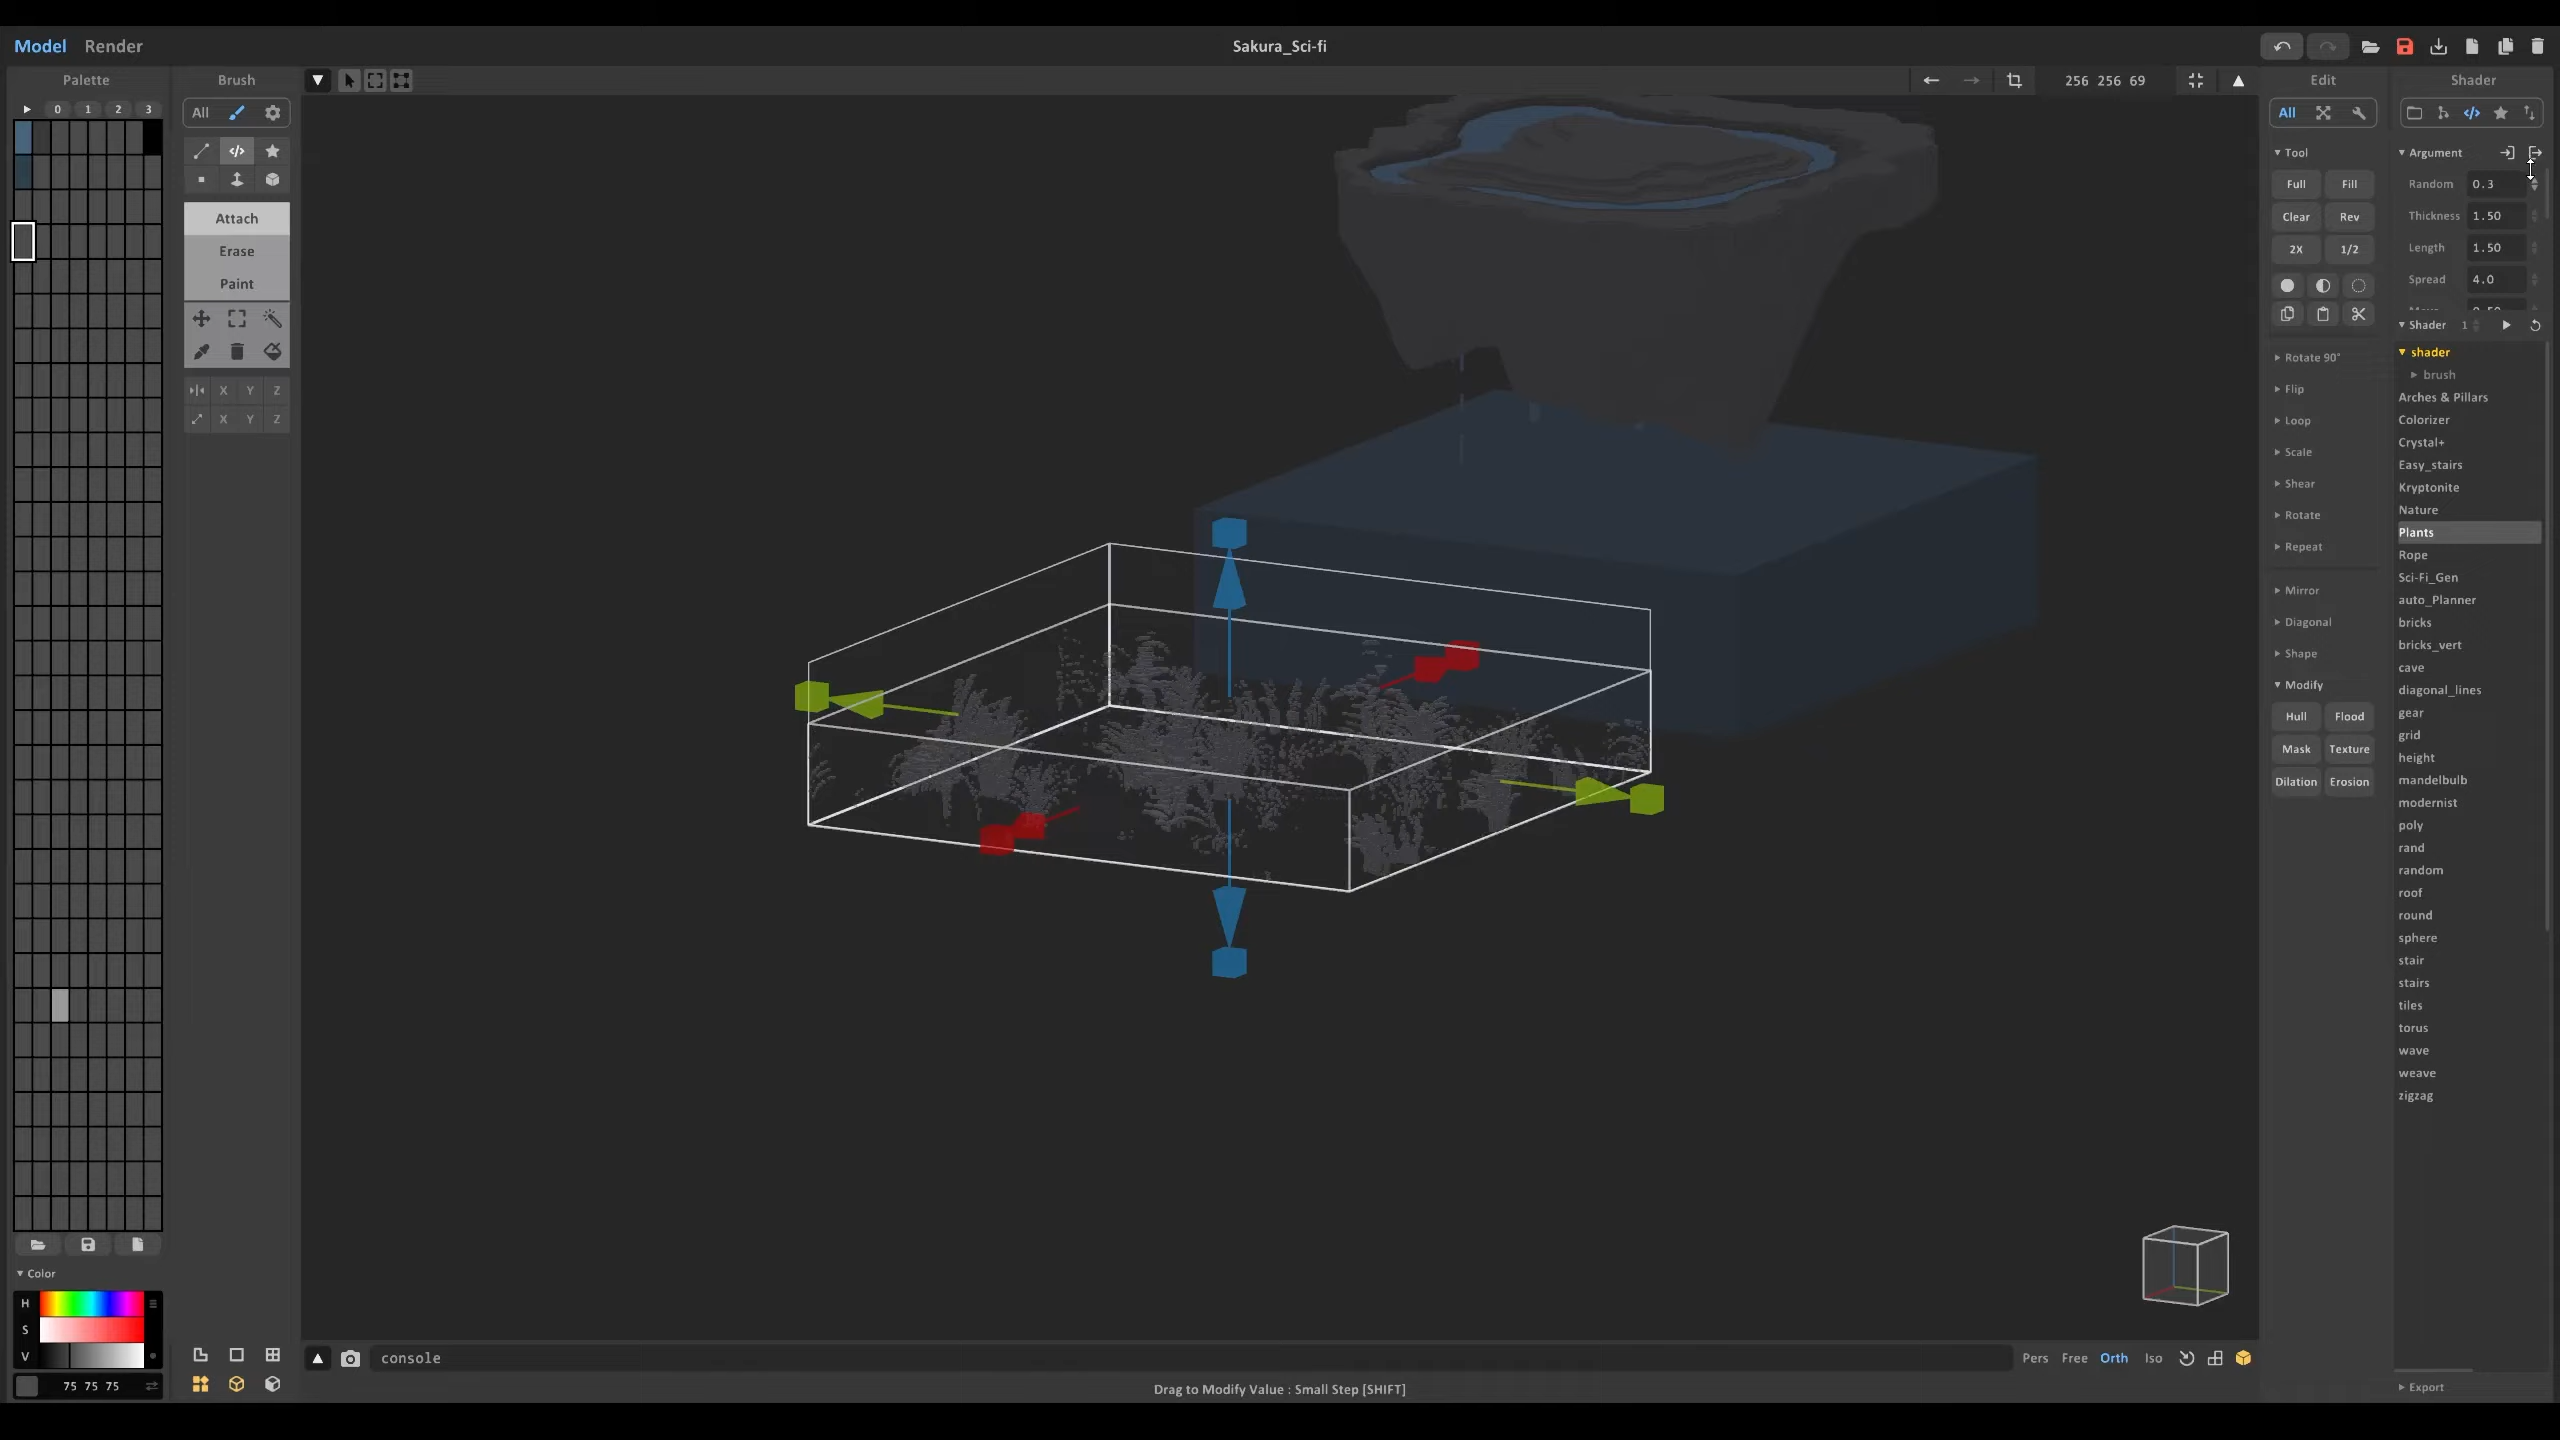 Model Render
Sakura_Sci-fi
Palette
Brush
256 256 69
Edit
Shader
0 1 2 3
All
All
Tool
Argument
Full Fill
Random 0.3
Attach
Clear Rev
Thickness 1.50
Erase
2X 1/2
Length 1.50
Paint
Spread 4.0
Shader 1
shader
Rotate 90°
brush
X Y Z
Flip
Arches & Pillars
X Y Z
Loop
Colorizer
Crystal+
Scale
Easy_stairs
Shear
Kryptonite
Nature
Rotate
Plants
Repeat
Rope
Sci-Fi_Gen
Mirror
auto_Planner
Diagonal
bricks
Shape
bricks_vert
cave
Modify
diagonal_lines
Hull Flood
gear
grid
Mask Texture
height
Dilation Erosion
mandelbulb
modernist
poly
rand
random
roof
round
sphere
stair
stairs
tiles
torus
wave
weave
zigzag
Color
H
S
V
75 75 75
console
Pers Free Orth Iso
Drag to Modify Value : Small Step [SHIFT]
Export